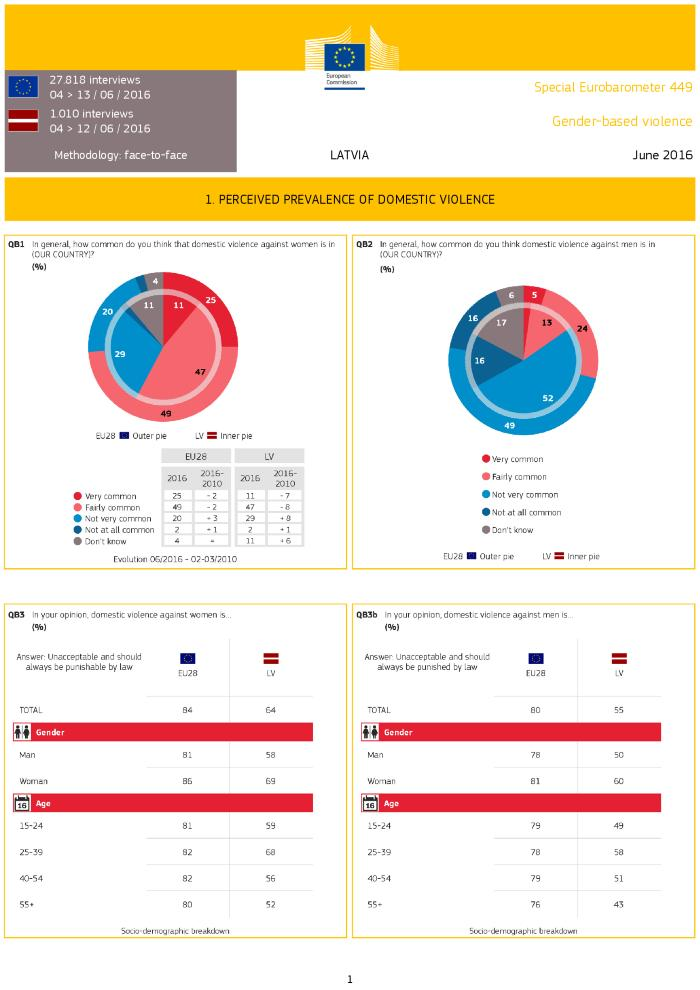 European
Commission
27.818 interviews
04 > 13 / 06 / 2016
1.010 interviews
04 > 12 / 06 / 2016
Methodology: face-to-face
LATVIA
Special Eurobarometer 449
Gender-based violence
June 2016
1. PERCEIVED PREVALENCE OF DOMESTIC VIOLENCE
QB1 In general, how common do you think that domestic violence against women is in
(OUR COUNTRY)?
(%)
4
25
11
11
20
29
47
49
EU28 Outer pie LV Inner pie
EU28 LV
2016 2016-2010 2016 2016-2010
Very common 25 - 2 11 - 7
Fairly common 49 - 2 47 - 8
Not very common 20 + 3 29 + 8
Not at all common 2 + 1 2 + 1
Don't know 4 = 11 + 6
Evolution 06/2016 - 02-03/2010
QB2 In general, how common do you think domestic violence against men is in
(OUR COUNTRY)?
(%)
6
5
16
17
13
24
16
52
49
Very common
Fairly common
Not very common
Not at all common
Don't know
EU28 Outer pie LV Inner pie
QB3 In your opinion, domestic violence against women is...
(%)
Answer: Unacceptable and should
always be punishable by law
EU28 LV
TOTAL 84 64
Gender
Man 81 58
Woman 86 69
16 Age
15-24 81 59
25-39 82 68
40-54 82 56
55+ 80 52
Socio-demographic breakdown
QB3b In your opinion, domestic violence against men is...
(%)
Answer: Unacceptable and should
always be punished by law
EU28 LV
TOTAL 80 55
Gender
Man 78 50
Woman 81 60
16 Age
15-24 79 49
25-39 78 58
40-54 79 51
55+ 76 43
Socio-demographic breakdown
1